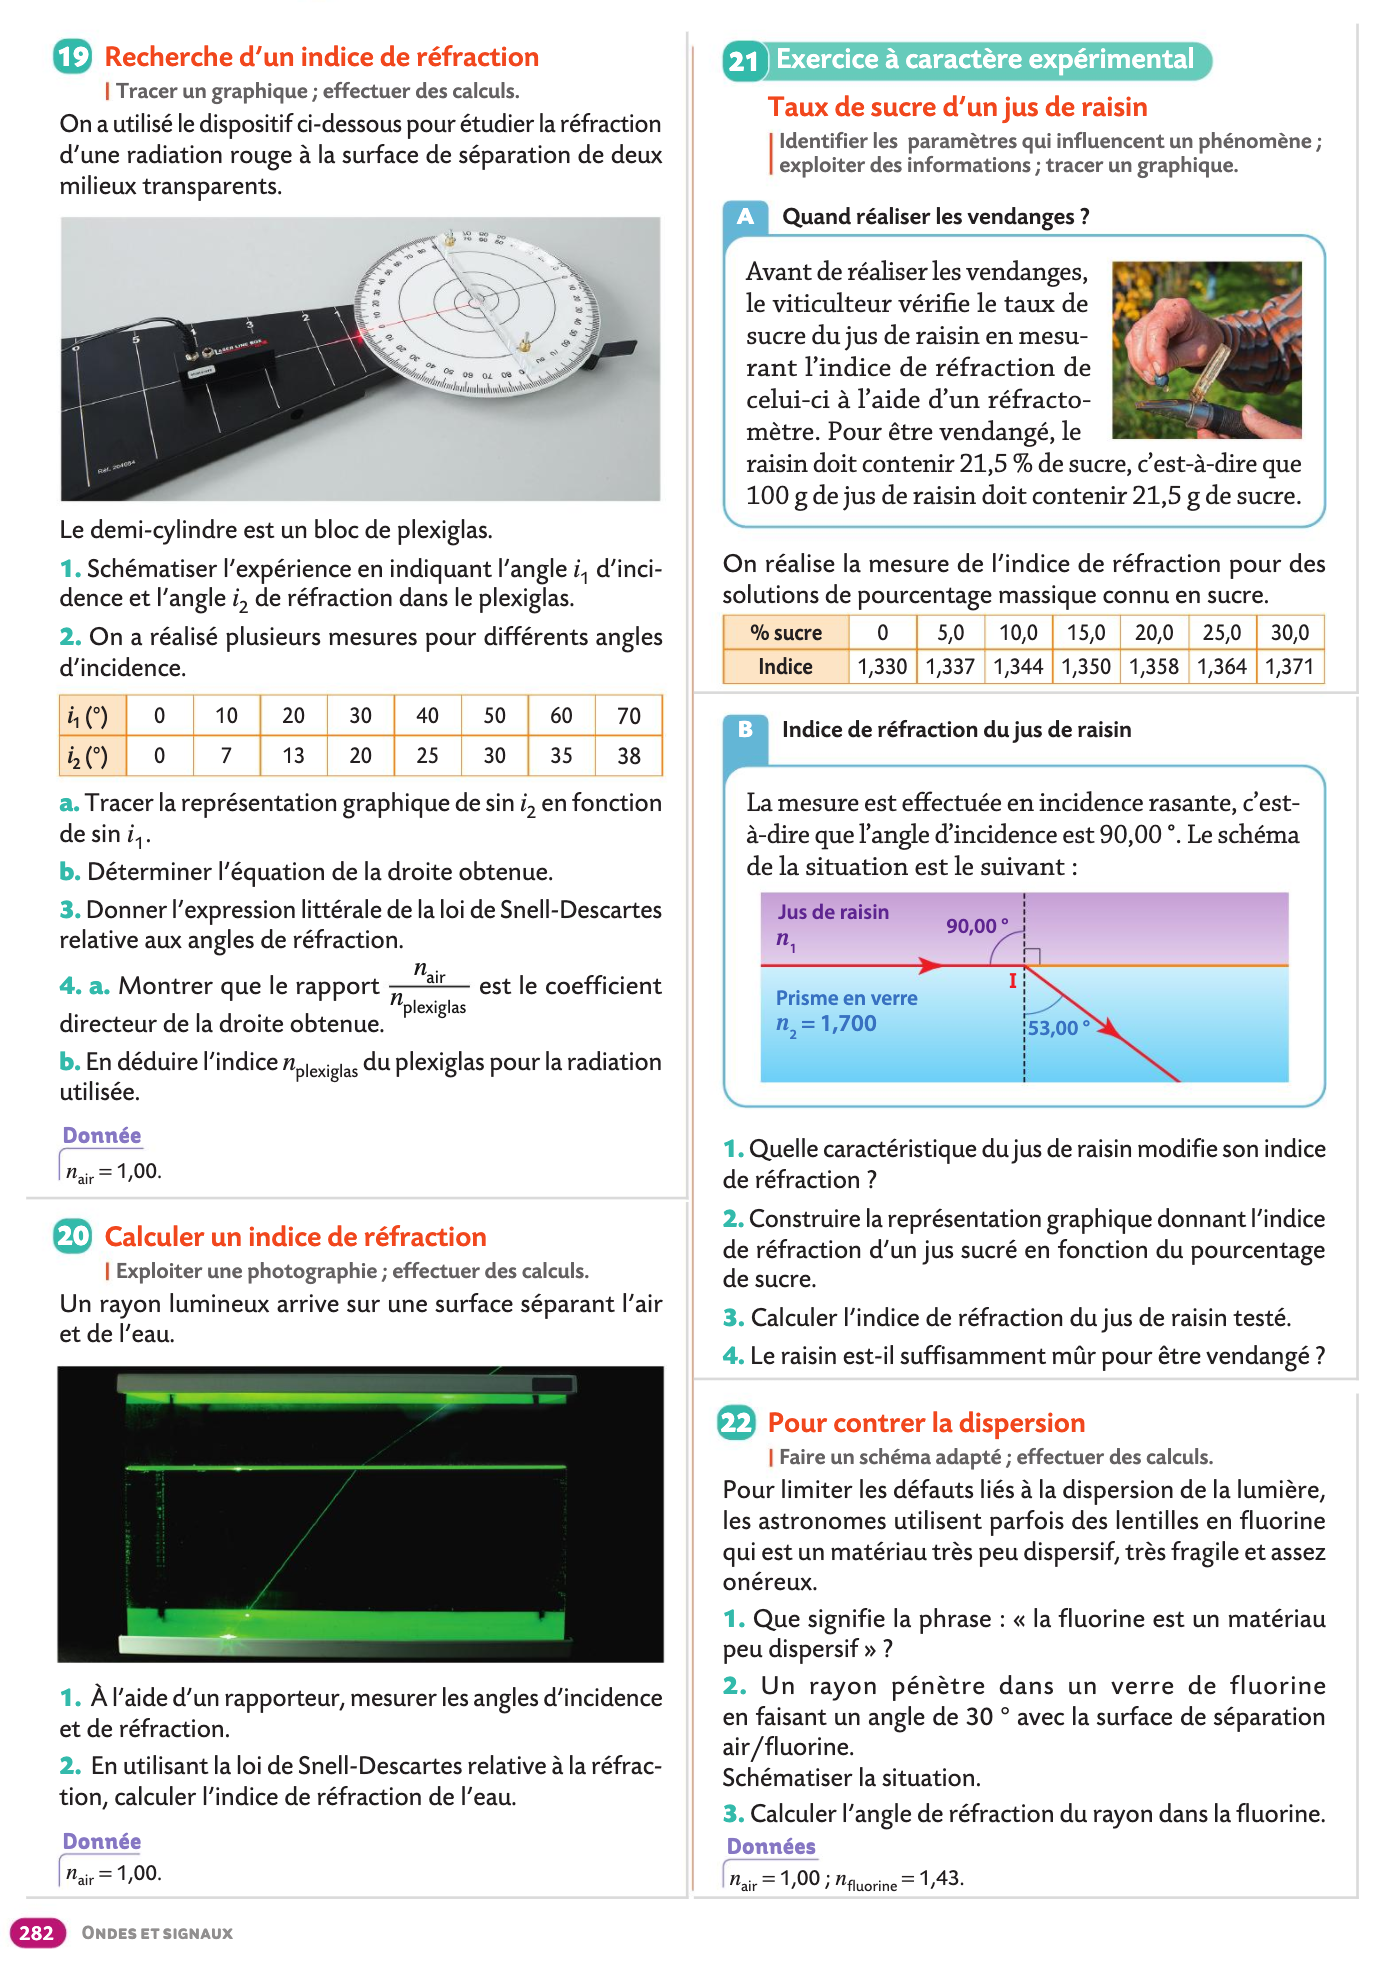 19 Recherche d'un indice de réfraction
Tracer un graphique ; effectuer des calculs.
On a utilisé le dispositif ci-dessous pour étudier la réfraction
d'une radiation rouge à la surface de séparation de deux
milieux transparents.
Le demi-cylindre est un bloc de plexiglas.
1. Schématiser l'expérience en indiquant l'angle i₁ d'inci-
dence et l'angle i₂ de réfraction dans le plexiglas.
2. On a réalisé plusieurs mesures pour différents angles
d'incidence.
i₁ (°) 0 10 20 30 40 50 60 70
i₂ (°) 0 7 13 20 25 30 35 38
a. Tracer la représentation graphique de sin i₂ en fonction
de sin i₁.
b. Déterminer l'équation de la droite obtenue.
3. Donner l'expression littérale de la loi de Snell-Descartes
relative aux angles de réfraction.
4. a. Montrer que le rapport n air / n plexiglas est le coefficient
directeur de la droite obtenue.
b. En déduire l'indice n plexiglas du plexiglas pour la radiation
utilisée.
Donnée
n air = 1,00.
20 Calculer un indice de réfraction
Exploiter une photographie ; effectuer des calculs.
Un rayon lumineux arrive sur une surface séparant l'air
et de l'eau.
1. À l'aide d'un rapporteur, mesurer les angles d'incidence
et de réfraction.
2. En utilisant la loi de Snell-Descartes relative à la réfrac-
tion, calculer l'indice de réfraction de l'eau.
Donnée
n air = 1,00.
21 Exercice à caractère expérimental
Taux de sucre d'un jus de raisin
Identifier les paramètres qui influencent un phénomène ;
exploiter des informations ; tracer un graphique.
A Quand réaliser les vendanges ?
Avant de réaliser les vendanges,
le viticulteur vérifie le taux de
sucre du jus de raisin en mesu-
rant l'indice de réfraction de
celui-ci à l'aide d'un réfracto-
mètre. Pour être vendangé, le
raisin doit contenir 21,5 % de sucre, c'est-à-dire que
100 g de jus de raisin doit contenir 21,5 g de sucre.
On réalise la mesure de l'indice de réfraction pour des
solutions de pourcentage massique connu en sucre.
% sucre 0 5,0 10,0 15,0 20,0 25,0 30,0
Indice 1,330 1,337 1,344 1,350 1,358 1,364 1,371
B Indice de réfraction du jus de raisin
La mesure est effectuée en incidence rasante, c'est-
à-dire que l'angle d'incidence est 90,00 °. Le schéma
de la situation est le suivant :
Jus de raisin
n₁
90,00 °
I
Prisme en verre
n₂ = 1,700
53,00 °
1. Quelle caractéristique du jus de raisin modifie son indice
de réfraction ?
2. Construire la représentation graphique donnant l'indice
de réfraction d'un jus sucré en fonction du pourcentage
de sucre.
3. Calculer l'indice de réfraction du jus de raisin testé.
4. Le raisin est-il suffisamment mûr pour être vendangé ?
22 Pour contrer la dispersion
Faire un schéma adapté ; effectuer des calculs.
Pour limiter les défauts liés à la dispersion de la lumière,
les astronomes utilisent parfois des lentilles en fluorine
qui est un matériau très peu dispersif, très fragile et assez
onéreux.
1. Que signifie la phrase : « la fluorine est un matériau
peu dispersif » ?
2. Un rayon pénètre dans un verre de fluorine
en faisant un angle de 30 ° avec la surface de séparation
air/fluorine.
Schématiser la situation.
3. Calculer l'angle de réfraction du rayon dans la fluorine.
Données
n air = 1,00 ; n fluorine = 1,43.
282 ONDES ET SIGNAUX